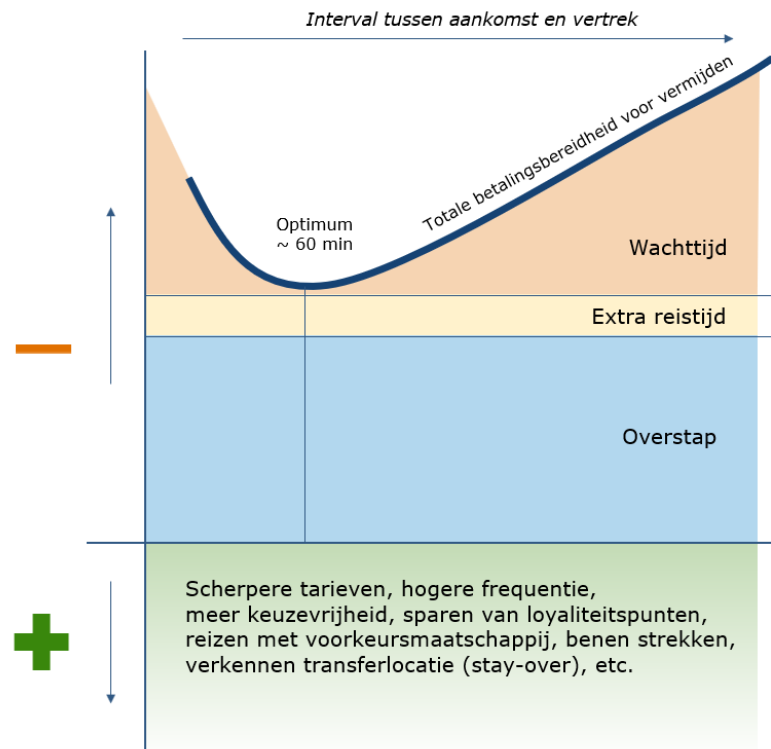 Interval tussen aankomst en vertrek
Totale betalingsbereidheid voor vermijden
Optimum
~ 60 min
Wachttijd
Extra reistijd
Overstap
Scherpere tarieven, hogere frequentie,
meer keuzevrijheid, sparen van loyaliteitspunten,
reizen met voorkeursmaatschappij, benen strekken,
verkennen transferlocatie (stay-over), etc.